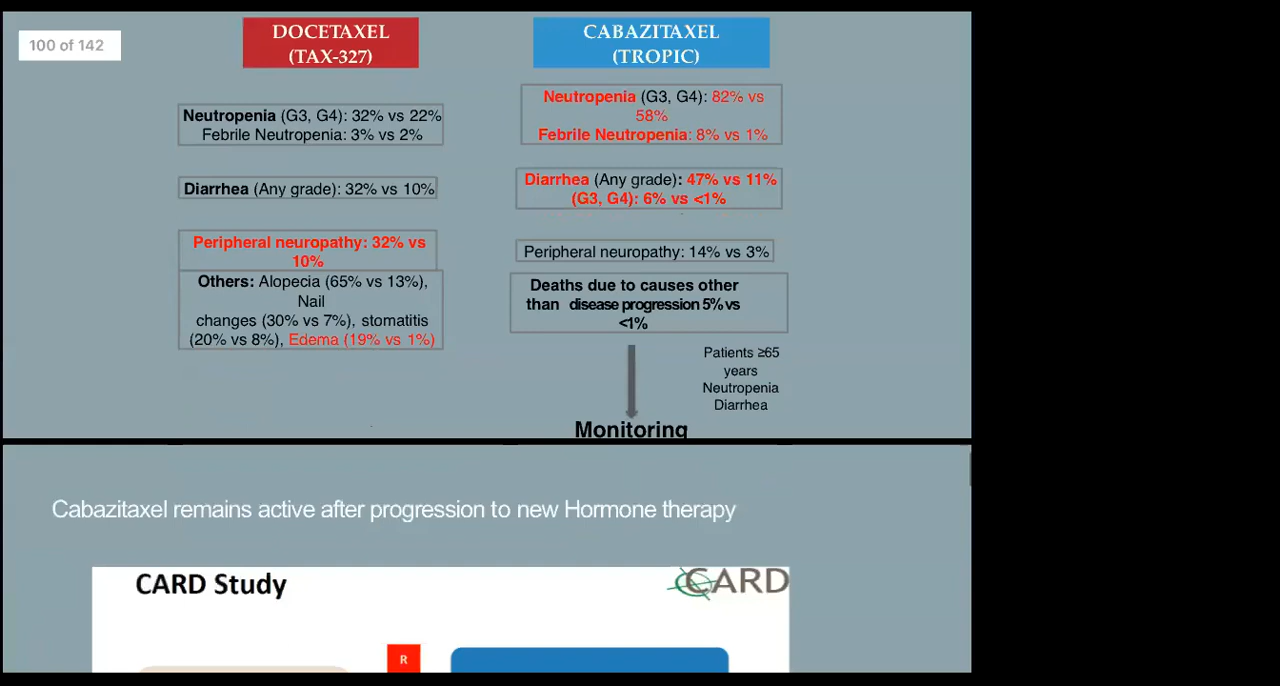 100 of 142
DOCETAXEL
(TAX-327)
Neutropenia (G3, G4): 32% vs 22%
Febrile Neutropenia: 3% vs 2%
Diarrhea (Any grade): 32% vs 10%
Peripheral neuropathy: 32% vs
10%
Others: Alopecia (65% vs 13%),
Nail
changes (30% vs 7%), stomatitis
(20% vs 8%), Edema (19% vs 1%)
CABAZITAXEL
(TROPIC)
Neutropenia (G3, G4): 82% vs
58%
Febrile Neutropenia: 8% vs 1%
Diarrhea (Any grade): 47% vs 11%
(G3, G4): 6% vs <1%
Peripheral neuropathy: 14% vs 3%
Deaths due to causes other
than disease progression 5% vs
<1%
Patients ≥65
years
Neutropenia
Diarrhea
Monitoring
Cabazitaxel remains active after progression to new Hormone therapy
CARD Study
CARD
R